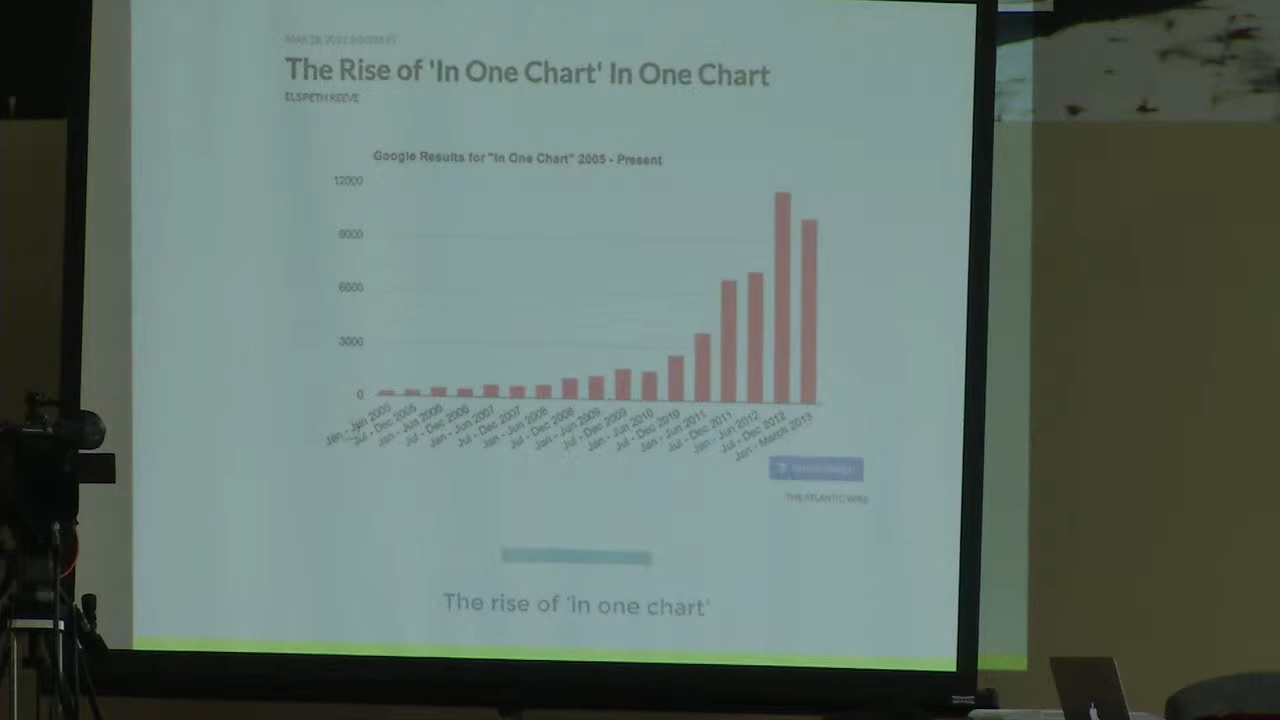 The Rise of 'In One Chart' In One Chart
ELSPETH REEVE
Google Results for "In One Chart" 2005 - Present
12000
9000
6000
3000
0
Jan - Jun 2005
Jul - Dec 2005
Jan - Jun 2006
Jul - Dec 2006
Jan - Jun 2007
Jul - Dec 2007
Jan - Jun 2008
Jul - Dec 2008
Jan - Jun 2009
Jul - Dec 2009
Jan - Jun 2010
Jul - Dec 2010
Jan - Jun 2011
Jul - Dec 2011
Jan - Jun 2012
Jul - Dec 2012
Jan - March 2013
THE ATLANTIC WIRE
The rise of 'in one chart'